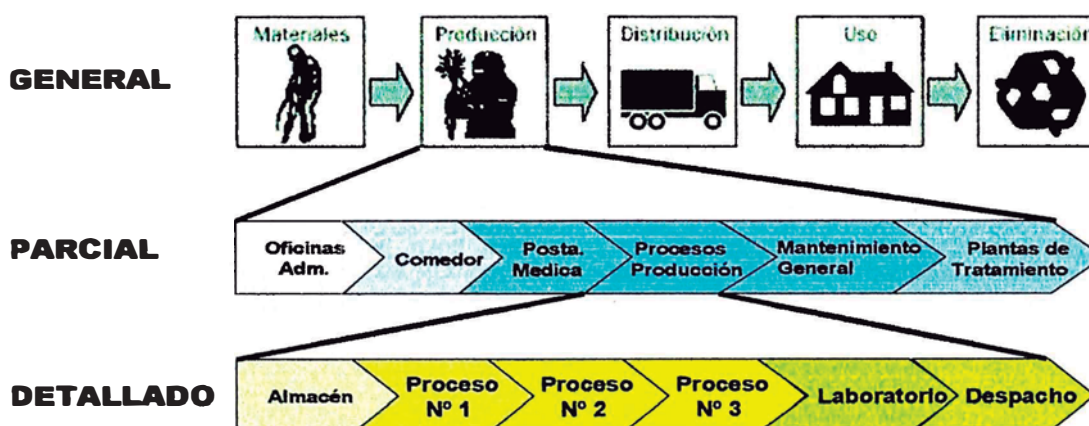 Materiales
Producción
Distribución
Uso
Eliminación
GENERAL
PARCIAL
Oficinas
Adm.
Comedor
Posta.
Medica
Procesos
Producción
Mantenimiento
General
Plantas de
Tratamiento
DETALLADO
Almacén
Proceso
Nº 1
Proceso
Nº 2
Proceso
Nº 3
Laboratorio
Despacho